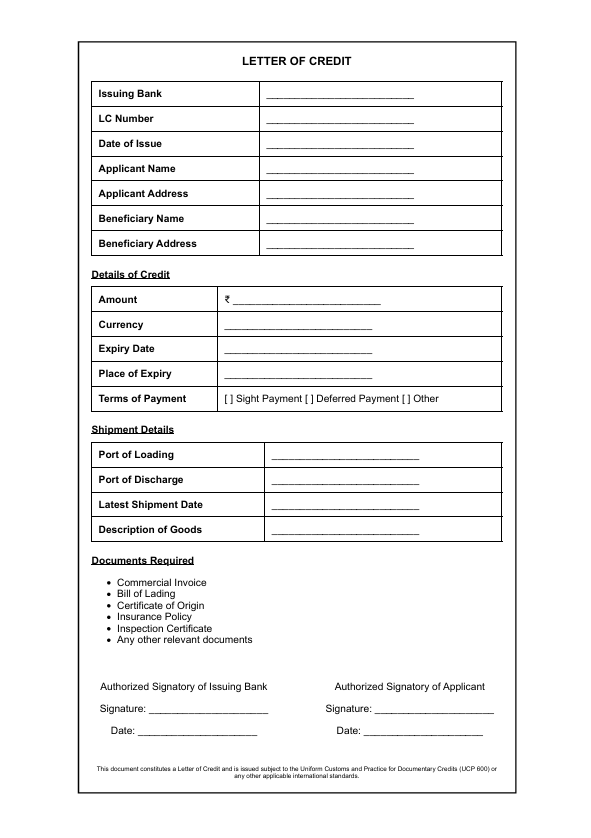 LETTER OF CREDIT
Issuing Bank ___________________________
LC Number ___________________________
Date of Issue ___________________________
Applicant Name ___________________________
Applicant Address ___________________________
Beneficiary Name ___________________________
Beneficiary Address ___________________________
Details of Credit
Amount ₹ ___________________________
Currency ___________________________
Expiry Date ___________________________
Place of Expiry ___________________________
Terms of Payment [ ] Sight Payment [ ] Deferred Payment [ ] Other
Shipment Details
Port of Loading ___________________________
Port of Discharge ___________________________
Latest Shipment Date ___________________________
Description of Goods ___________________________
Documents Required
• Commercial Invoice
• Bill of Lading
• Certificate of Origin
• Insurance Policy
• Inspection Certificate
• Any other relevant documents
Authorized Signatory of Issuing Bank Authorized Signatory of Applicant
Signature: ______________________ Signature: ______________________
Date: ______________________ Date: ______________________
This document constitutes a Letter of Credit and is issued subject to the Uniform Customs and Practice for Documentary Credits (UCP 600) or
any other applicable international standards.